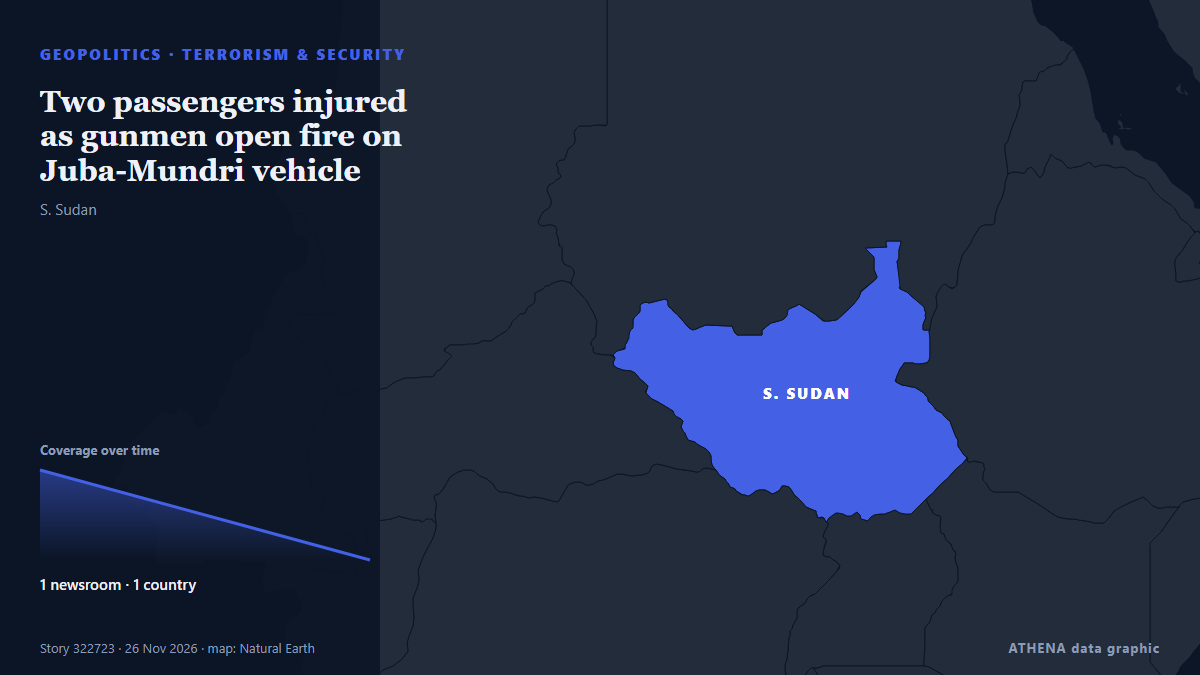 GEOPOLITICS · TERRORISM & SECURITY
Two passengers injured
as gunmen open fire on
Juba-Mundri vehicle
S. Sudan
S. SUDAN
Coverage over time
1 newsroom · 1 country
Story 322723 · 26 Nov 2026 · map: Natural Earth
ATHENA data graphic